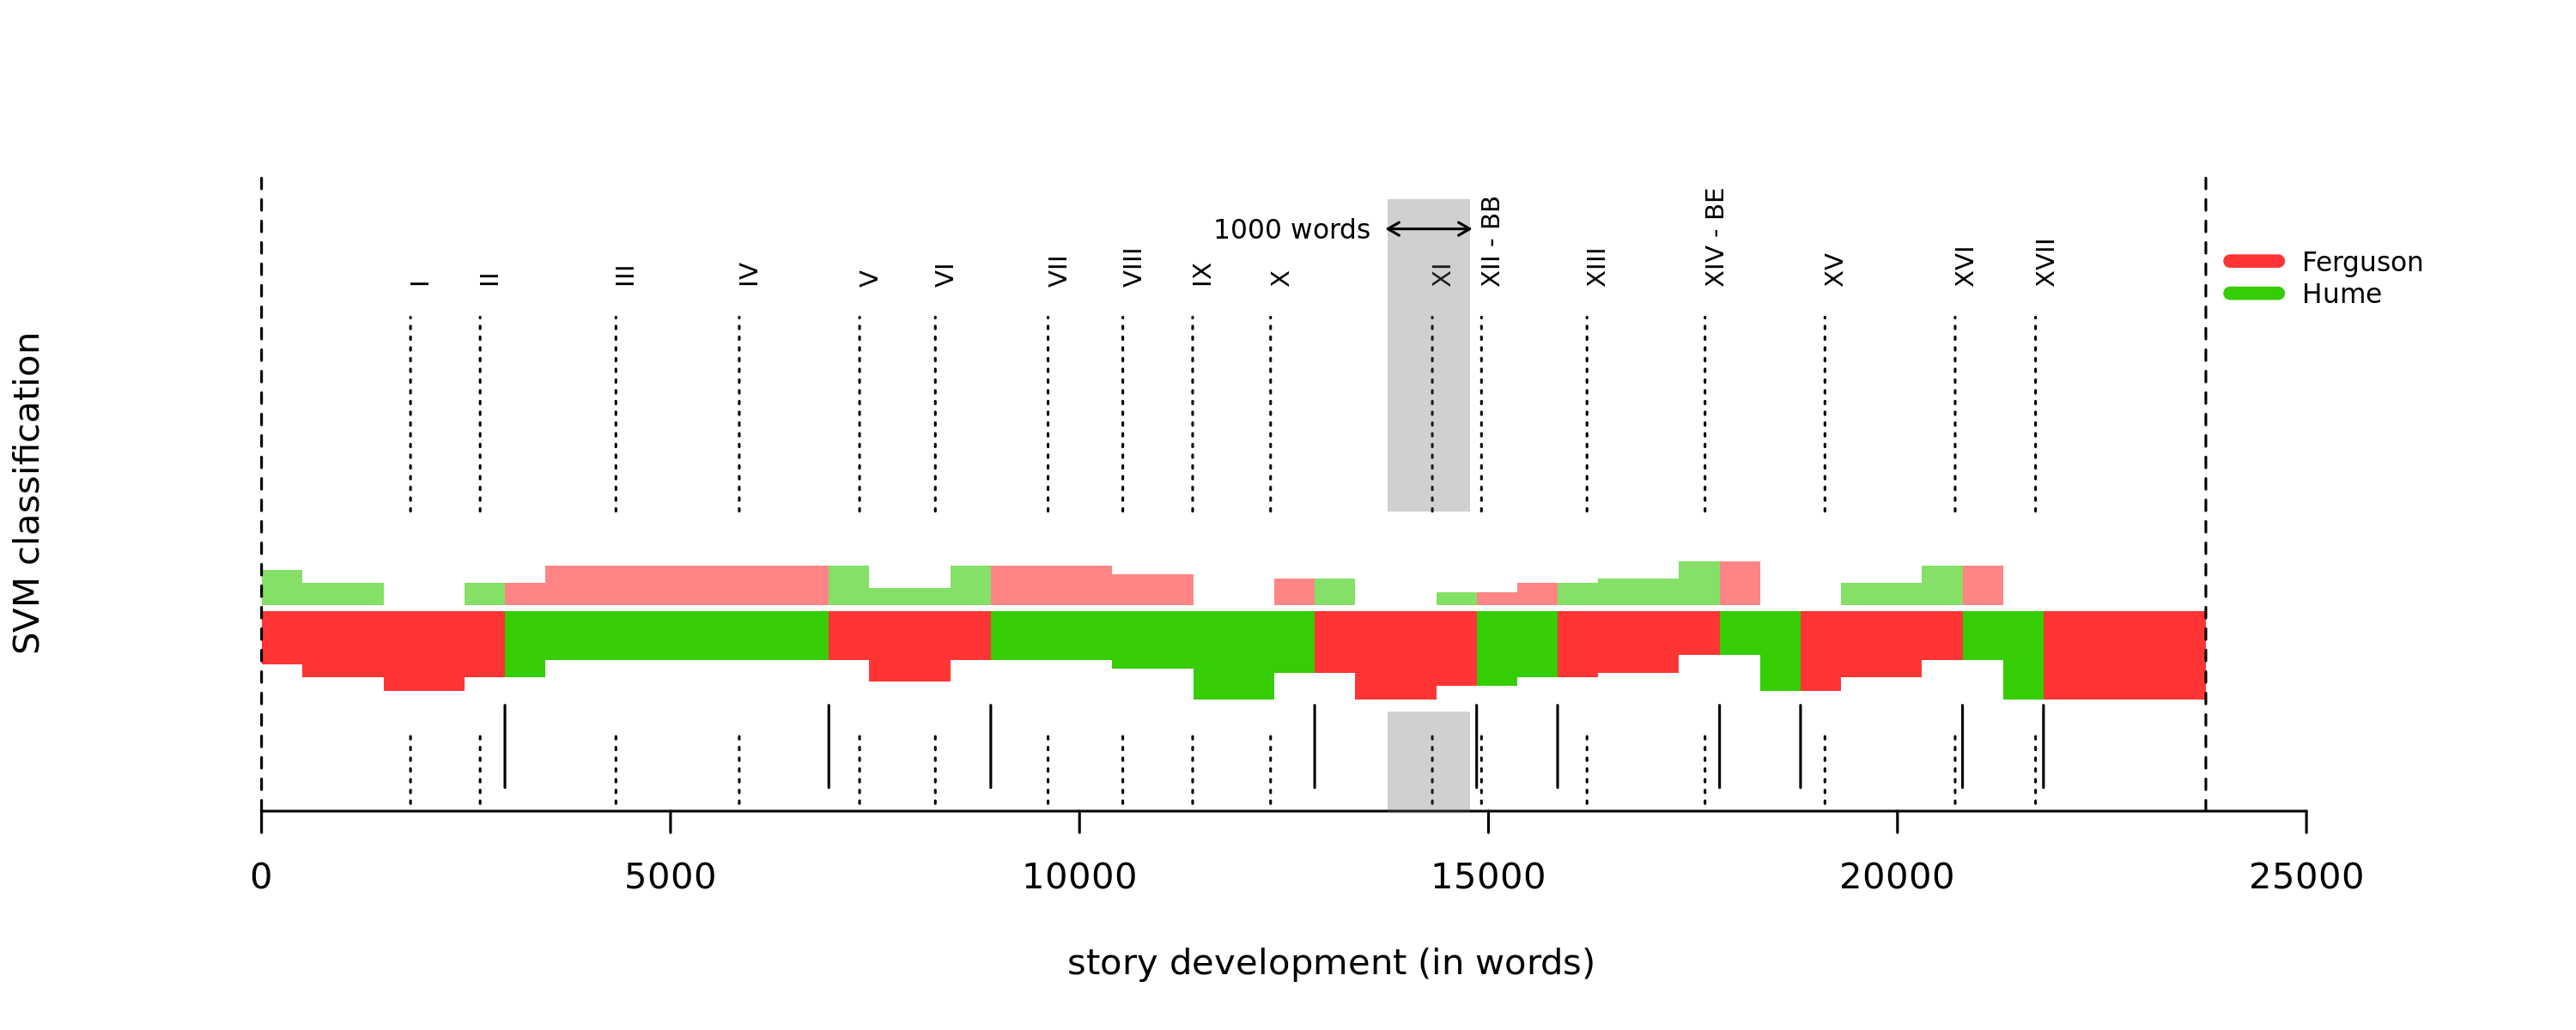 SVM classification
I
II
III
IV
V
VI
VII
VIII
IX
X
XI
XII - BB
XIII
XIV - BE
XV
XVI
XVII
1000 words
Ferguson
Hume
0
5000
10000
15000
20000
25000
story development (in words)